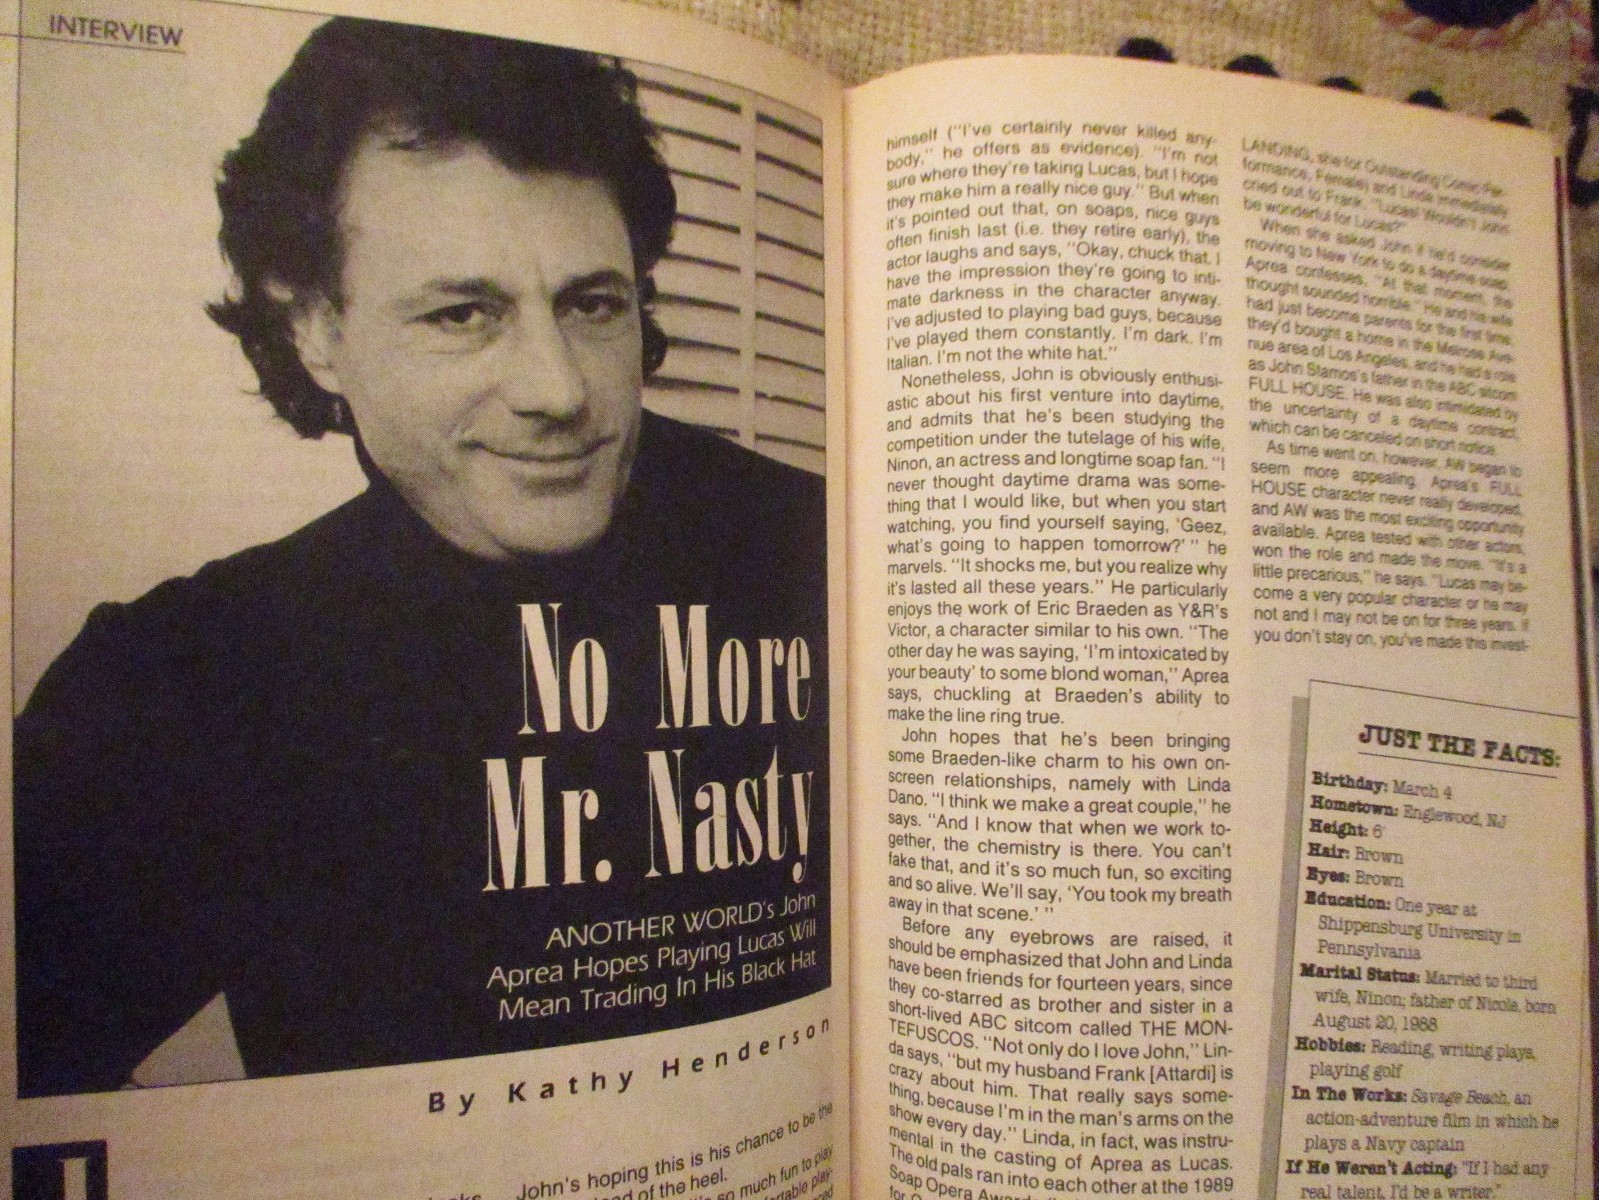 INTERVIEW
No More
Mr. Nasty
ANOTHER WORLD's John
Aprea Hopes Playing Lucas Will
Mean Trading In His Black Hat
By Kathy Henderson
John's hoping this is his chance to be the
of the heel.
so much fun to play
himself ("I've certainly never killed any-
body," he offers as evidence). "I'm not
sure where they're taking Lucas, but I hope
they make him a really nice guy." But when
it's pointed out that, on soaps, nice guys
often finish last (i.e. they retire early), the
actor laughs and says, "Okay, chuck that. I
have the impression they're going to inti-
mate darkness in the character anyway.
I've adjusted to playing bad guys, because
I've played them constantly. I'm dark. I'm
Italian. I'm not the white hat."
Nonetheless, John is obviously enthusi-
astic about his first venture into daytime,
and admits that he's been studying the
competition under the tutelage of his wife,
Ninon, an actress and longtime soap fan. "I
never thought daytime drama was some-
thing that I would like, but when you start
watching, you find yourself saying, 'Geez,
what's going to happen tomorrow?' " he
marvels. "It shocks me, but you realize why
it's lasted all these years." He particularly
enjoys the work of Eric Braeden as Y&R's
Victor, a character similar to his own. "The
other day he was saying, 'I'm intoxicated by
your beauty' to some blond woman," Aprea
says, chuckling at Braeden's ability to
make the line ring true.
John hopes that he's been bringing
some Braeden-like charm to his own on-
screen relationships, namely with Linda
Dano. "I think we make a great couple," he
says. "And I know that when we work to-
gether, the chemistry is there. You can't
fake that, and it's so much fun, so exciting
and so alive. We'll say, 'You took my breath
away in that scene.' "
Before any eyebrows are raised, it
should be emphasized that John and Linda
have been friends for fourteen years, since
they co-starred as brother and sister in a
short-lived ABC sitcom called THE MON-
TEFUSCOS. "Not only do I love John," Lin-
da says, "but my husband Frank [Attardi] is
crazy about him. That really says some-
thing, because I'm in the man's arms on the
show every day." Linda, in fact, was instru-
mental in the casting of Aprea as Lucas.
The old pals ran into each other at the 1989
Soap Opera
LANDING, she for Outstanding Comic Per-
formance, Female) and Linda immediately
cried out to Frank, "Lucas! Wouldn't John
be wonderful for Lucas?"
When she asked John if he'd consider
moving to New York to do a daytime soap,
Aprea confesses, "At that moment, the
thought sounded horrible." He and his wife
had just become parents for the first time,
they'd bought a home in the Melrose Ave-
nue area of Los Angeles, and he had a role
as John Stamos's father in the ABC sitcom
FULL HOUSE. He was also intimidated by
the uncertainty of a daytime contract,
which can be canceled on short notice.
As time went on, however, AW began to
seem more appealing. Aprea's FULL
HOUSE character never really developed,
and AW was the most exciting opportunity
available. Aprea tested with other actors,
won the role and made the move. "It's a
little precarious," he says. "Lucas may be-
come a very popular character or he may
not and I may not be on for three years. If
you don't stay on, you've made this invest-
JUST THE FACTS:
Birthday: March 4
Hometown: Englewood, NJ
Height: 6'
Hair: Brown
Eyes: Brown
Education: One year at
Shippensburg University in
Pennsylvania
Marital Status: Married to third
wife, Ninon; father of Nicole, born
August 20, 1988
Hobbies: Reading, writing plays,
playing golf
In The Works: Savage Beach, an
action-adventure film in which he
plays a Navy captain
If He Weren't Acting: "If I had any
real talent, I'd be a writer."